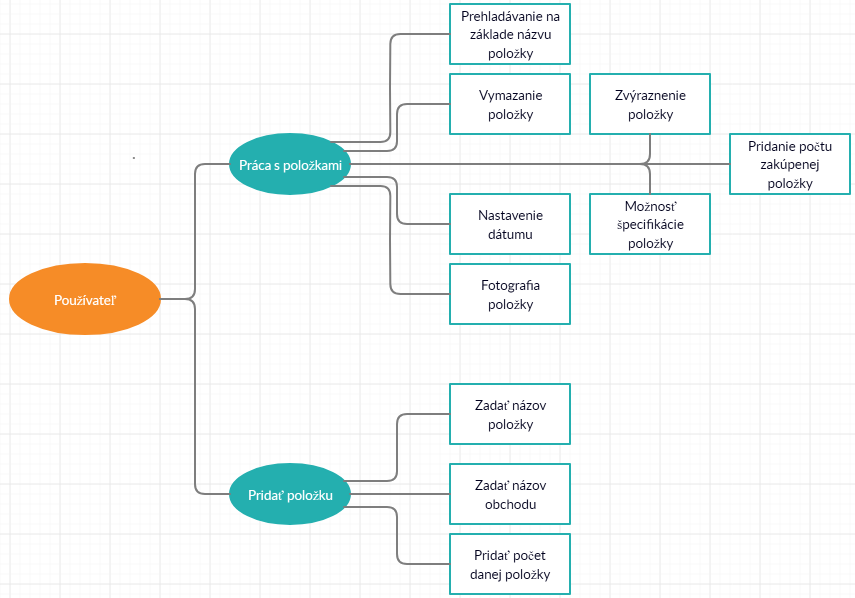 Prehladávanie na
základe názvu
položky
Vymazanie
položky
Zvýraznenie
položky
Práca s položkami
Pridanie počtu
zakúpenej
položky
Nastavenie
dátumu
Možnosť
špecifikácie
položky
Fotografia
položky
Používateľ
Zadať názov
položky
Pridať položku
Zadať názov
obchodu
Pridať počet
danej položky